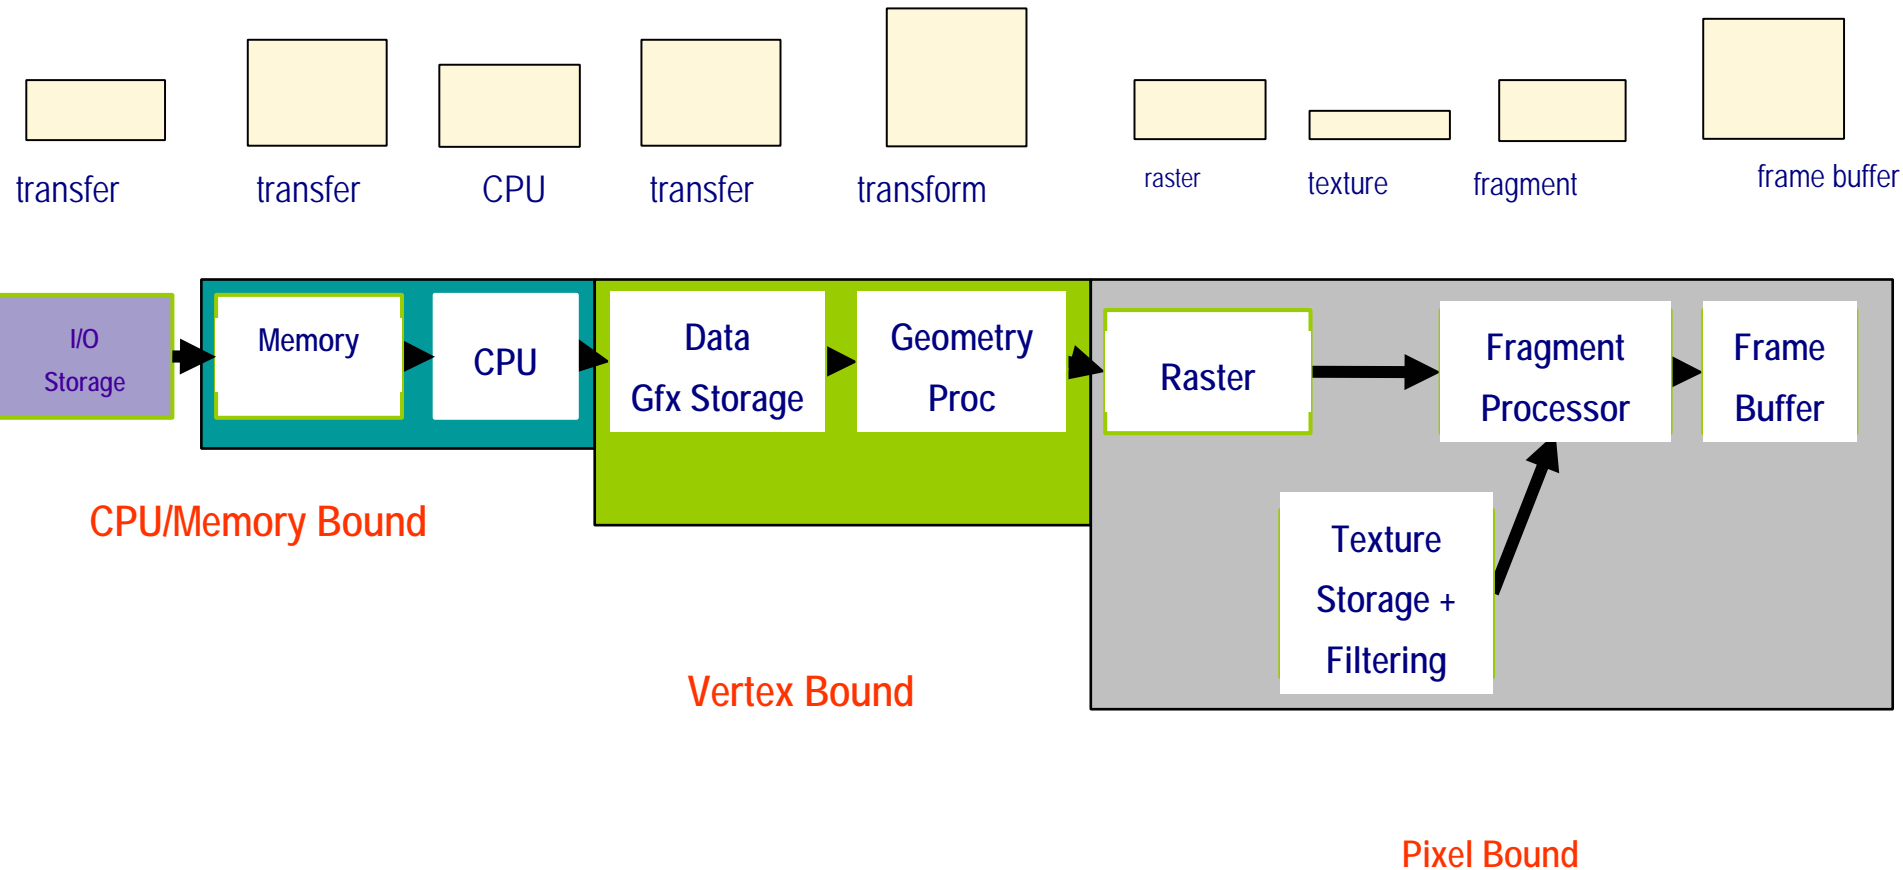 transfer
transfer
CPU
transfer
transform
raster
texture
fragment
frame buffer
I/O
Storage
Memory
CPU
Data
Gfx Storage
Geometry
Proc
Raster
Fragment
Processor
Frame
Buffer
Texture
Storage +
Filtering
CPU/Memory Bound
Vertex Bound
Pixel Bound